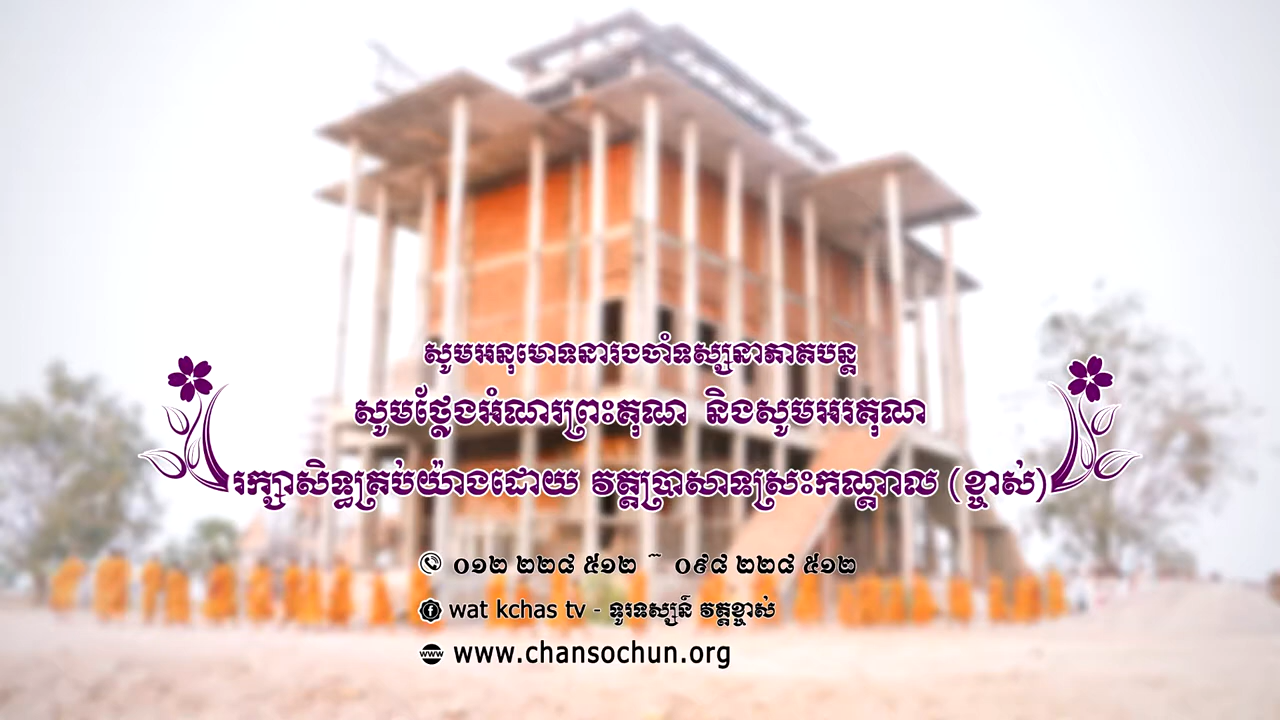 សូមអនុមោទនារងចាំទស្សនាភាគបន្ត
សូមថ្លែងអំណរព្រះគុណ និងសូមអរគុណ
រក្សាសិទ្ធគ្រប់យ៉ាងដោយ វត្តប្រាសាទស្រះកណ្តាល (ខ្ចាស់)
០១២ ២២៨ ៥១២ ~ ០៩៨ ២២៨ ៥១២
wat kchas tv - ទូរទស្សន៍ វត្តខ្ចាស់
www.chansochun.org